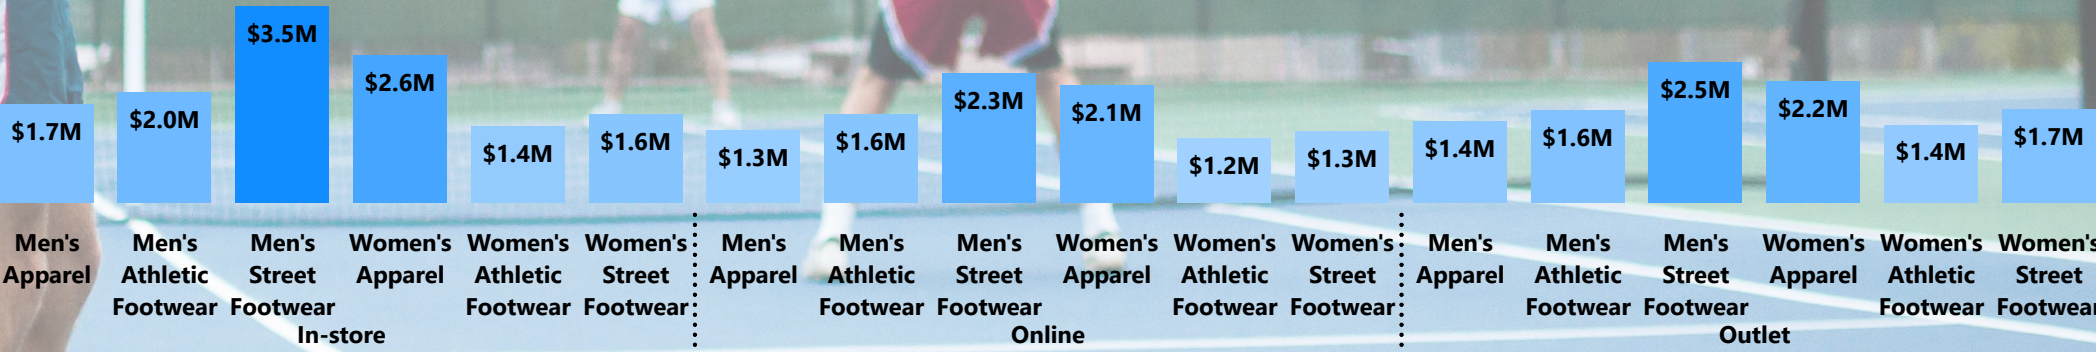 $1.7M
$2.0M
$3.5M
$2.6M
$1.4M
$1.6M
$1.3M
$1.6M
$2.3M
$2.1M
$1.2M
$1.3M
$1.4M
$1.6M
$2.5M
$2.2M
$1.4M
$1.7M
Men's
Apparel
Men's
Athletic
Footwear
Men's
Street
Footwear
Women's
Apparel
Women's
Athletic
Footwear
Women's
Street
Footwear
In-store
Men's
Apparel
Men's
Athletic
Footwear
Men's
Street
Footwear
Women's
Apparel
Women's
Athletic
Footwear
Women's
Street
Footwear
Online
Men's
Apparel
Men's
Athletic
Footwear
Men's
Street
Footwear
Women's
Apparel
Women's
Athletic
Footwear
Women's
Street
Footwear
Outlet